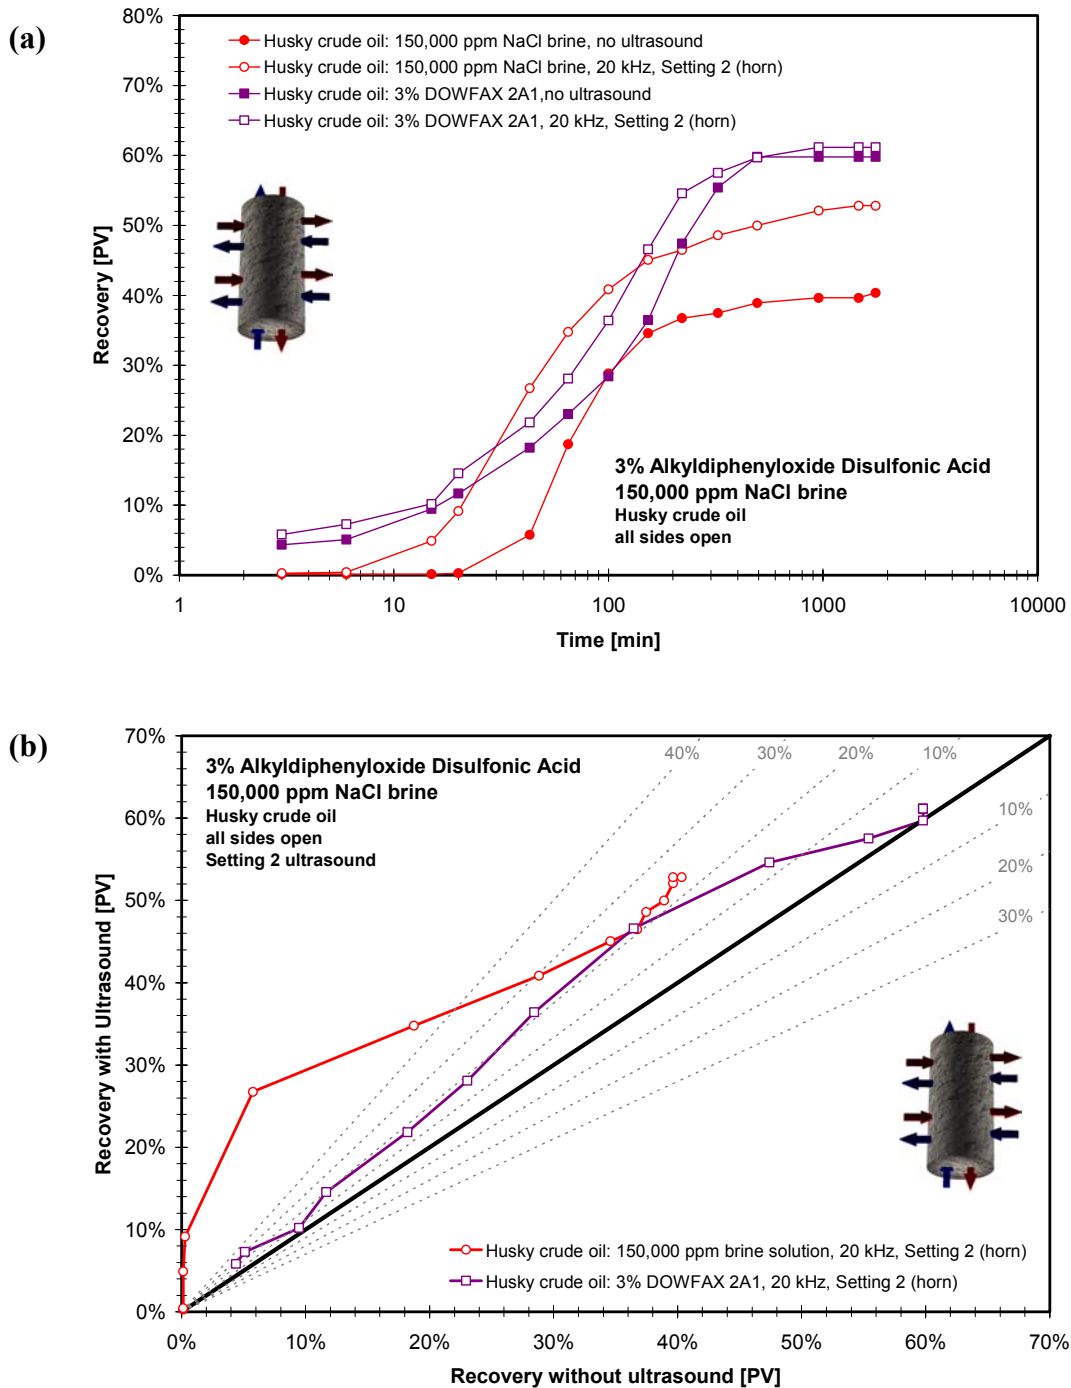 (a)
80%
70%
60%
50%
40%
30%
20%
10%
0%
Recovery [PV]
Husky crude oil: 150,000 ppm NaCl brine, no ultrasound
Husky crude oil: 150,000 ppm NaCl brine, 20 kHz, Setting 2 (horn)
Husky crude oil: 3% DOWFAX 2A1,no ultrasound
Husky crude oil: 3% DOWFAX 2A1, 20 kHz, Setting 2 (horn)
3% Alkyldiphenyloxide Disulfonic Acid
150,000 ppm NaCl brine
Husky crude oil
all sides open
1 10 100 1000 10000
Time [min]
(b)
70%
60%
50%
40%
30%
20%
10%
0%
Recovery with Ultrasound [PV]
3% Alkyldiphenyloxide Disulfonic Acid
150,000 ppm NaCl brine
Husky crude oil
all sides open
Setting 2 ultrasound
40% 30% 20% 10%
10%
20%
30%
Husky crude oil: 150,000 ppm brine solution, 20 kHz, Setting 2 (horn)
Husky crude oil: 3% DOWFAX 2A1, 20 kHz, Setting 2 (horn)
0% 10% 20% 30% 40% 50% 60% 70%
Recovery without ultrasound [PV]